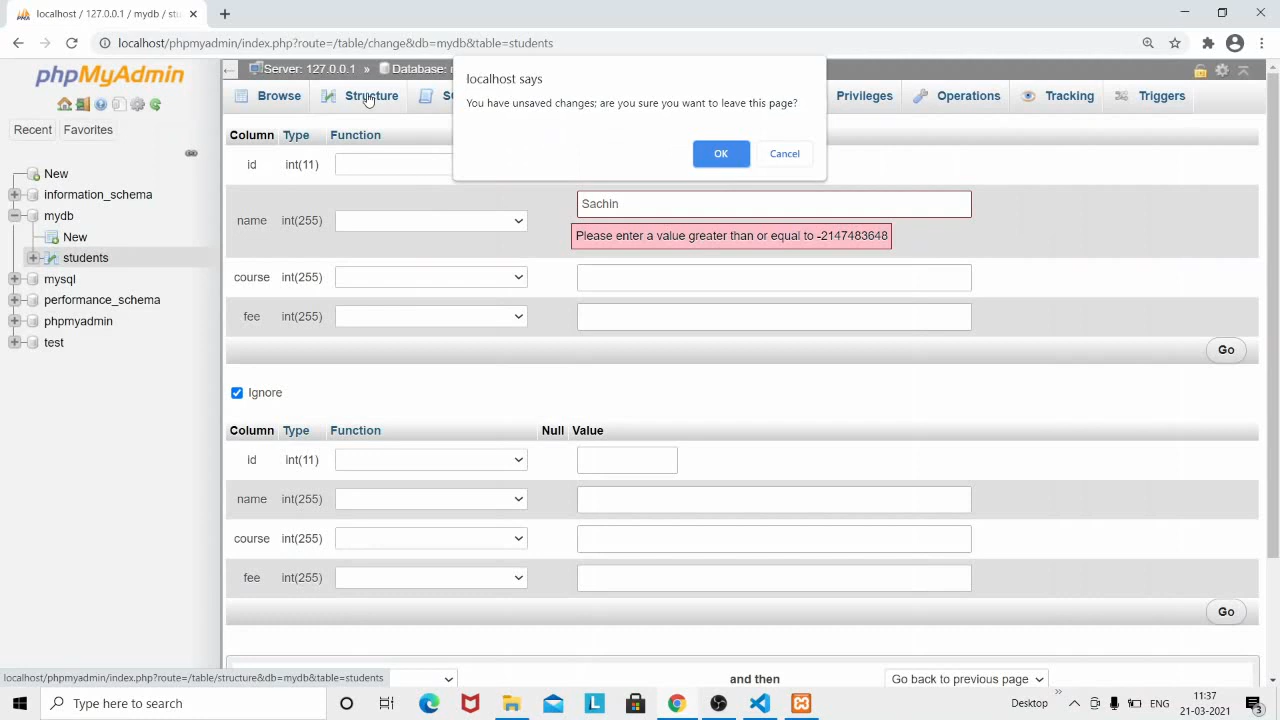 localhost / 127.0.0.1 / mydb / stu
localhost/phpmyadmin/index.php?route=/table/change&db=mydb&table=students
phpMyAdmin
Server: 127.0.0.1 » Database:
localhost says
You have unsaved changes; are you sure you want to leave this page?
OK Cancel
Browse Structure Privileges Operations Tracking Triggers
Recent Favorites
New
information_schema
mydb
New
students
mysql
performance_schema
phpmyadmin
test
Column Type Function
id int(11)
name int(255) Sachin
Please enter a value greater than or equal to -2147483648
course int(255)
fee int(255)
Go
Ignore
Column Type Function Null Value
id int(11)
name int(255)
course int(255)
fee int(255)
Go
and then Go back to previous page
localhost/phpmyadmin/index.php?route=/table/structure&db=mydb&table=students
Type here to search
Desktop » ENG 11:37
21-03-2021 3